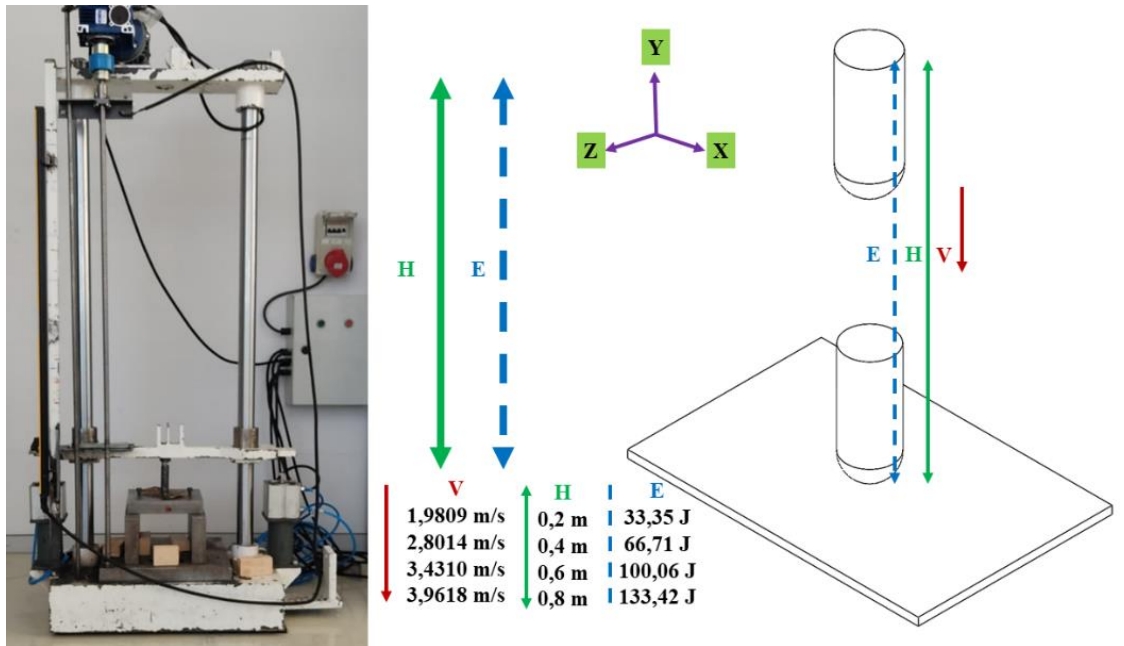 Y
Z
X
H
E
E
H
V
V
H
E
1,9809 m/s
0,2 m
33,35 J
2,8014 m/s
0,4 m
66,71 J
3,4310 m/s
0,6 m
100,06 J
3,9618 m/s
0,8 m
133,42 J